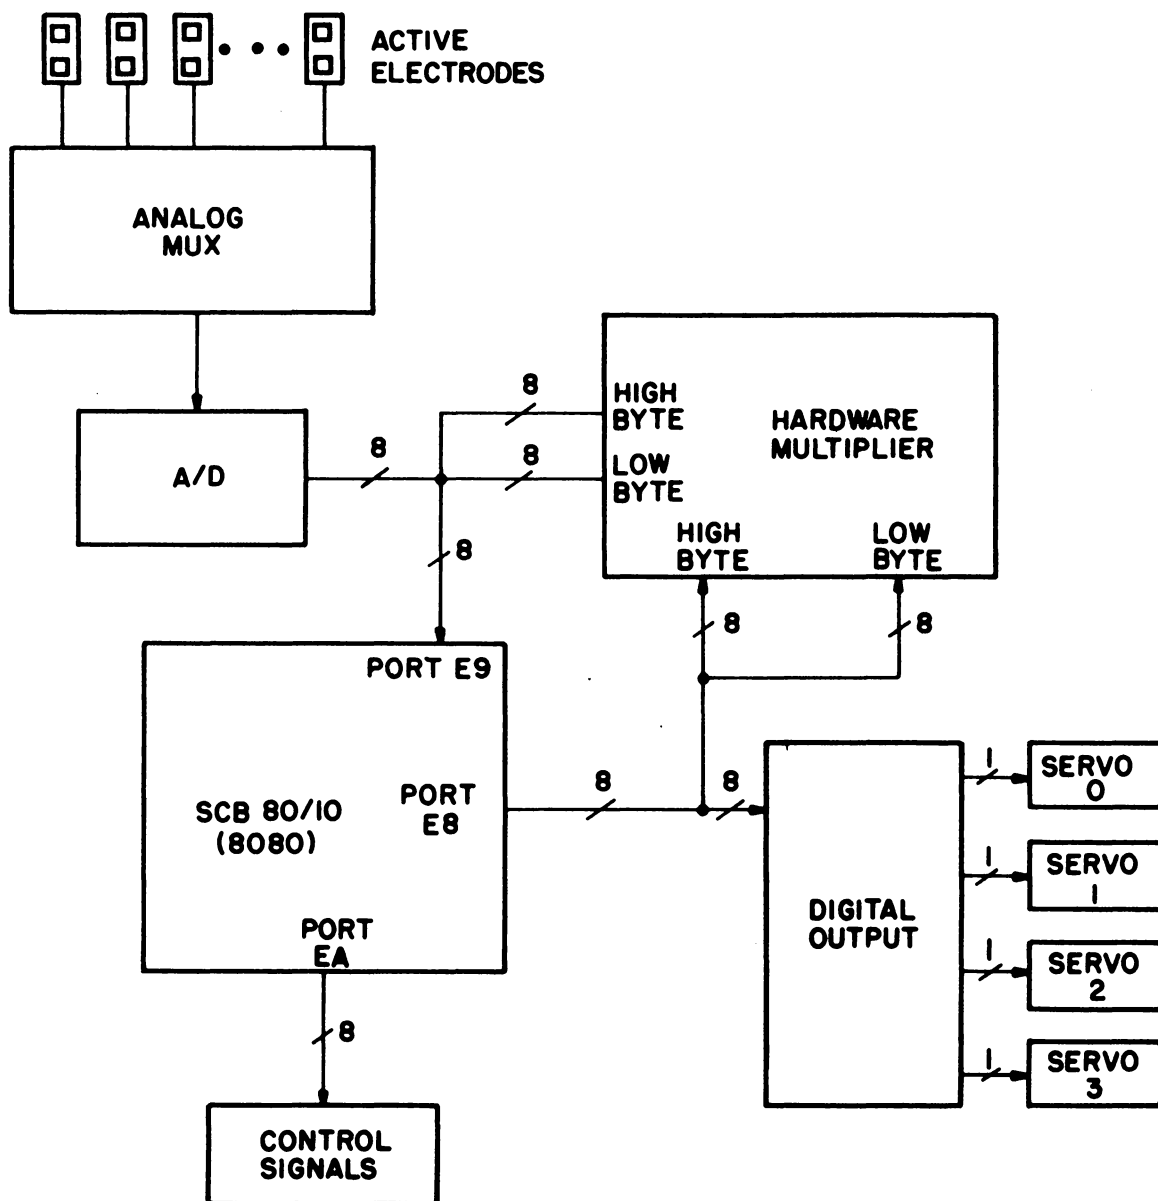 ACTIVE
ELECTRODES
ANALOG
MUX
A/D
8
8
8
8
HIGH
BYTE
LOW
BYTE
HARDWARE
MULTIPLIER
HIGH
BYTE
LOW
BYTE
8
8
PORT E9
SCB 80/10
(8080)
PORT
E8
PORT
EA
8
8
8
CONTROL
SIGNALS
DIGITAL
OUTPUT
1
SERVO
0
1
SERVO
1
1
SERVO
2
1
SERVO
3